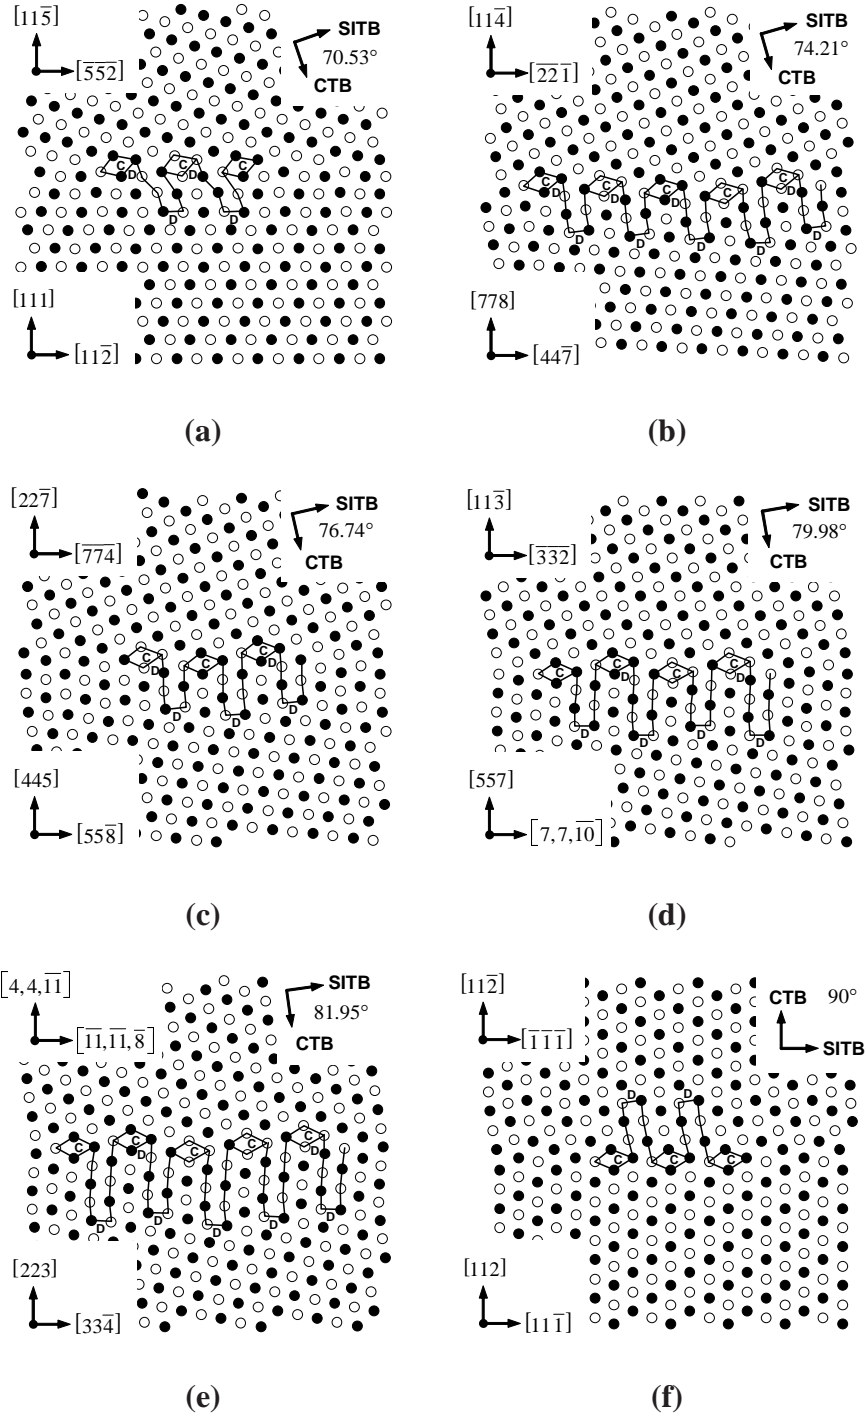 [115̅]
[5̅5̅2̅]
SITB
70.53°
CTB
C C C
D D
D D
[111]
[112̅]
(a)
[114̅]
[2̅2̅1̅]
SITB
74.21°
CTB
C C C C C
D D D
D D D D D
[778]
[447̅]
(b)
[227̅]
[7̅7̅4̅]
SITB
76.74°
CTB
C C C
D D
D D D
[445]
[558̅]
(c)
[113̅]
[3̅3̅2̅]
SITB
79.98°
CTB
C C C C
D D
D D D D
[557]
[7,7,1̅0̅]
(d)
[4,4,1̅1̅]
[1̅1̅,1̅1̅,8̅]
SITB
81.95°
CTB
C C C C C
D D
D D D D D
[223]
[334̅]
(e)
[112̅]
[1̅1̅1̅]
CTB
90°
SITB
D D
C C C
[112]
[111̅]
(f)